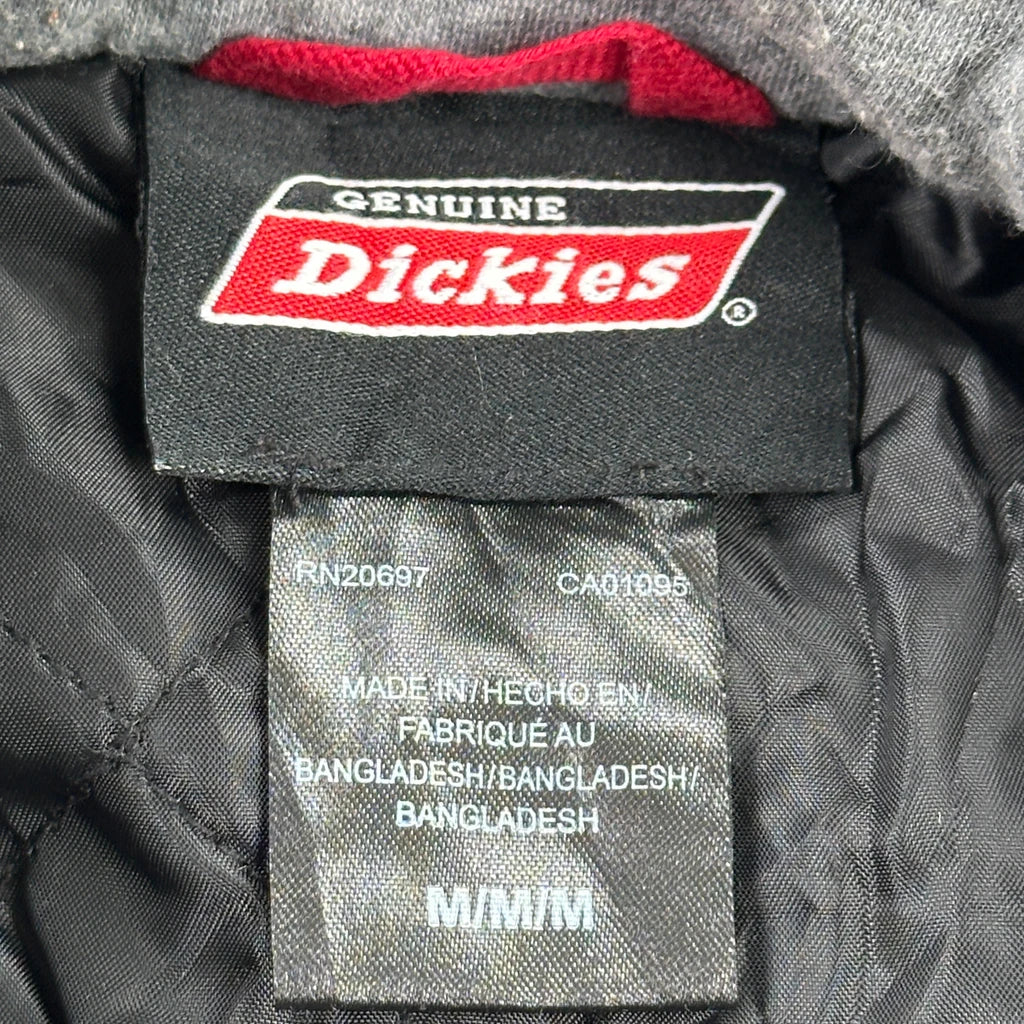 GENUINE
Dickies
®
RN20697 CA01095
MADE IN/HECHO EN/
FABRIQUÉ AU
BANGLADESH/BANGLADESH/
BANGLADESH
M/M/M